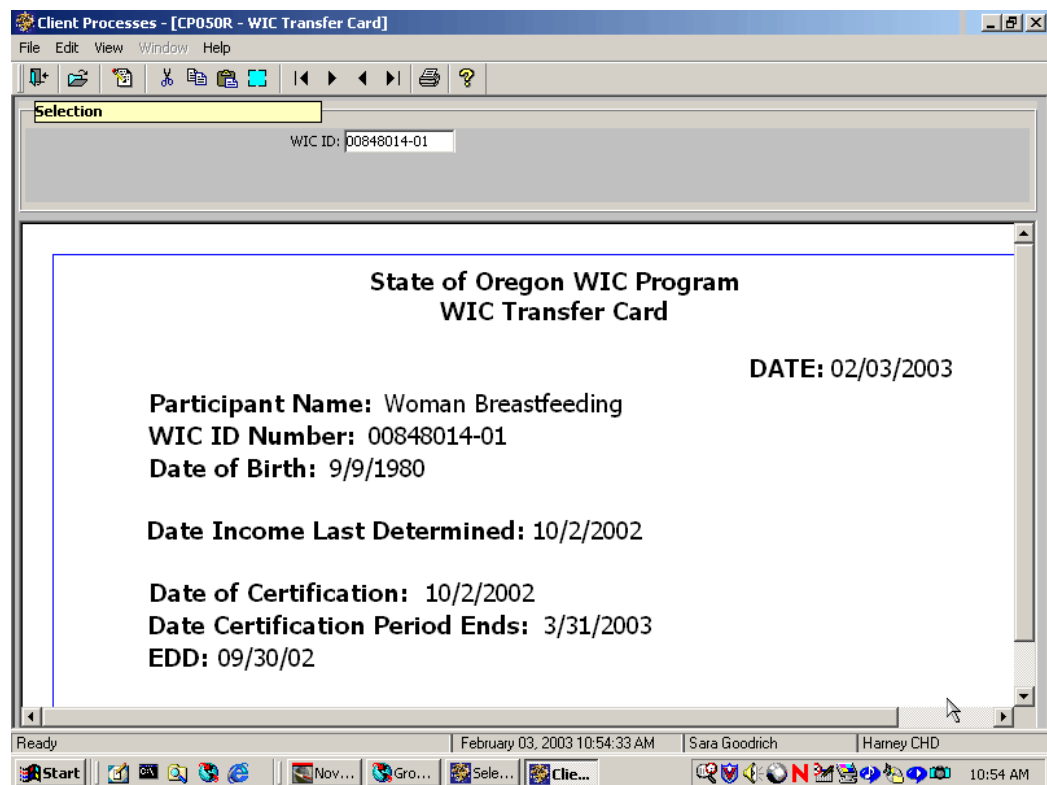 Client Processes - [CP050R - WIC Transfer Card]
File Edit View Window Help
Selection
WIC ID: 00848014-01
State of Oregon WIC Program
WIC Transfer Card
DATE: 02/03/2003
Participant Name: Woman Breastfeeding
WIC ID Number: 00848014-01
Date of Birth: 9/9/1980
Date Income Last Determined: 10/2/2002
Date of Certification: 10/2/2002
Date Certification Period Ends: 3/31/2003
EDD: 09/30/02
Ready February 03, 2003 10:54:33 AM Sara Goodrich Harney CHD
Start Nov... Gro... Sele... Clie... 10:54 AM